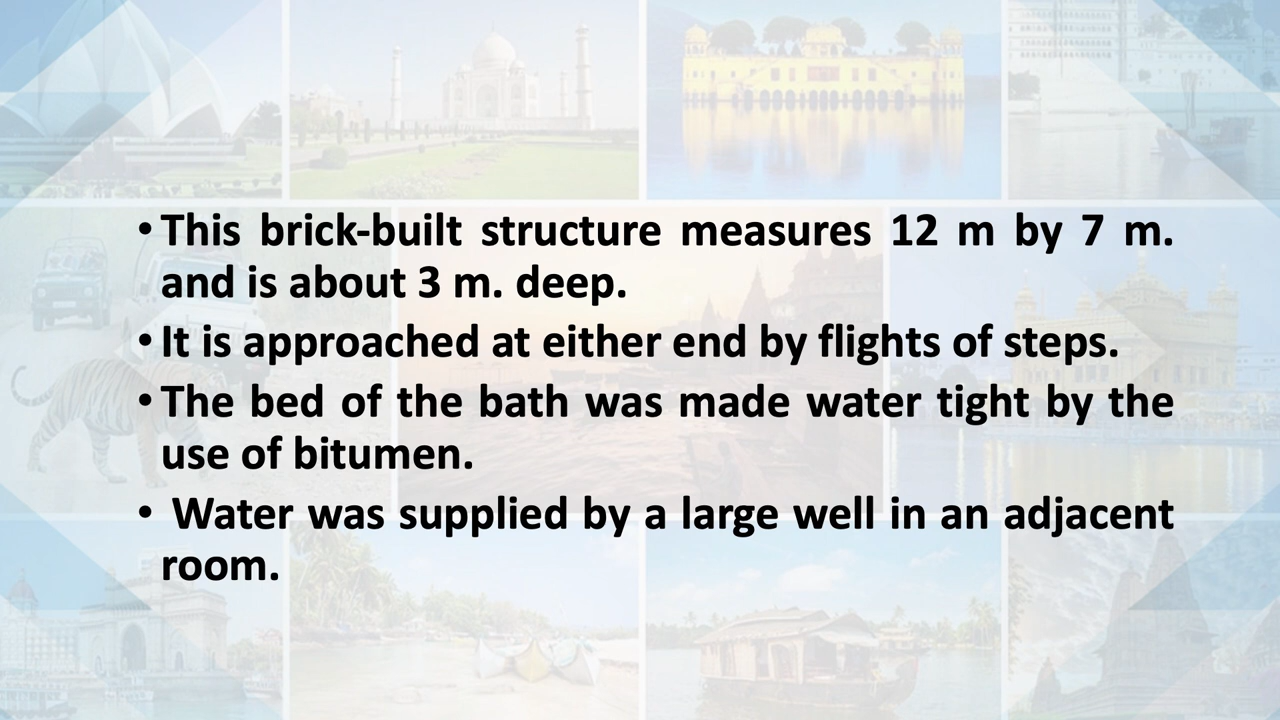 • This brick-built structure measures 12 m by 7 m.
and is about 3 m. deep.
• It is approached at either end by flights of steps.
• The bed of the bath was made water tight by the
use of bitumen.
• Water was supplied by a large well in an adjacent
room.